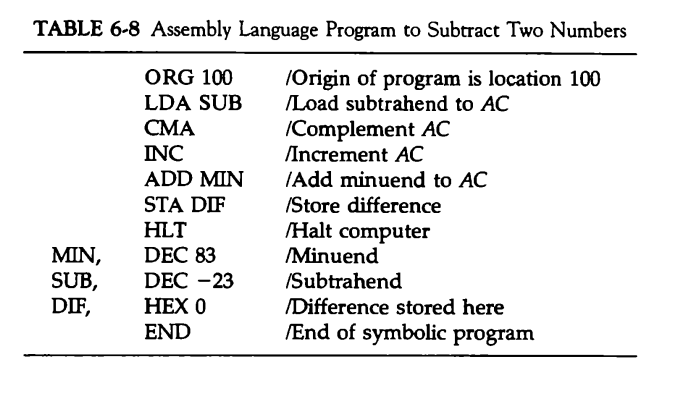 TABLE 6-8 Assembly Language Program to Subtract Two Numbers
ORG 100 /Origin of program is location 100
LDA SUB /Load subtrahend to AC
CMA /Complement AC
INC /Increment AC
ADD MIN /Add minuend to AC
STA DIF /Store difference
HLT /Halt computer
MIN, DEC 83 /Minuend
SUB, DEC −23 /Subtrahend
DIF, HEX 0 /Difference stored here
END /End of symbolic program